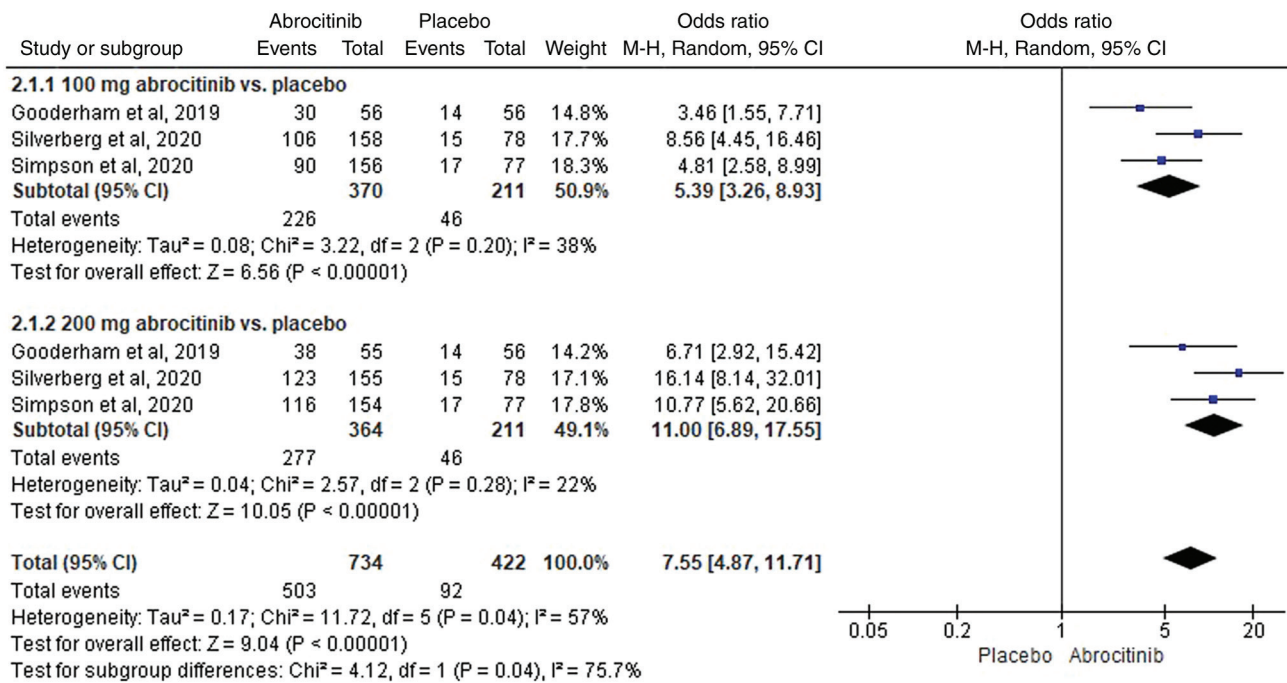 Abrocitinib Placebo Odds ratio Odds ratio
Study or subgroup Events Total Events Total Weight M-H, Random, 95% CI M-H, Random, 95% CI
2.1.1 100 mg abrocitinib vs. placebo
Gooderham et al, 2019 30 56 14 56 14.8% 3.46 [1.55, 7.71]
Silverberg et al, 2020 106 158 15 78 17.7% 8.56 [4.45, 16.46]
Simpson et al, 2020 90 156 17 77 18.3% 4.81 [2.58, 8.99]
Subtotal (95% CI) 370 211 50.9% 5.39 [3.26, 8.93]
Total events 226 46
Heterogeneity: Tau² = 0.08; Chi² = 3.22, df = 2 (P = 0.20); I² = 38%
Test for overall effect: Z = 6.56 (P < 0.00001)
2.1.2 200 mg abrocitinib vs. placebo
Gooderham et al, 2019 38 55 14 56 14.2% 6.71 [2.92, 15.42]
Silverberg et al, 2020 123 155 15 78 17.1% 16.14 [8.14, 32.01]
Simpson et al, 2020 116 154 17 77 17.8% 10.77 [5.62, 20.66]
Subtotal (95% CI) 364 211 49.1% 11.00 [6.89, 17.55]
Total events 277 46
Heterogeneity: Tau² = 0.04; Chi² = 2.57, df = 2 (P = 0.28); I² = 22%
Test for overall effect: Z = 10.05 (P < 0.00001)
Total (95% CI) 734 422 100.0% 7.55 [4.87, 11.71]
Total events 503 92
Heterogeneity: Tau² = 0.17; Chi² = 11.72, df = 5 (P = 0.04); I² = 57%
Test for overall effect: Z = 9.04 (P < 0.00001)
Test for subgroup differences: Chi² = 4.12, df = 1 (P = 0.04), I² = 75.7%
0.05 0.2 1 5 20
Placebo Abrocitinib